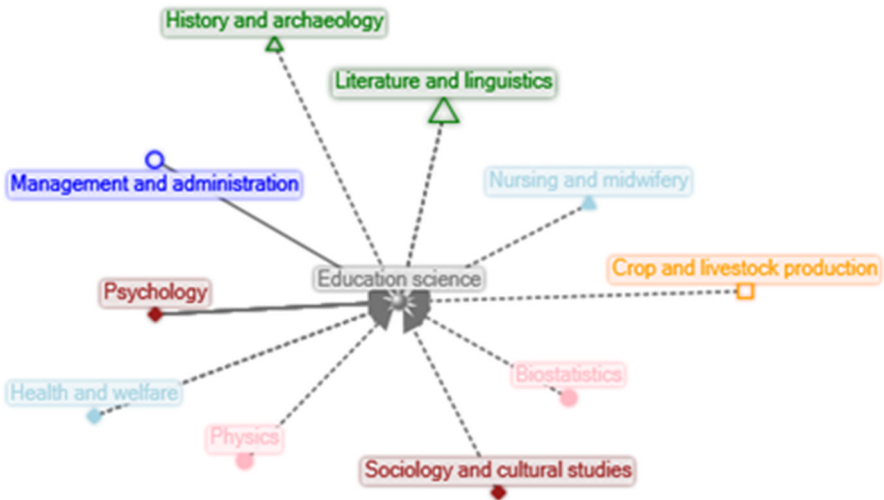 History and archaeology
Literature and linguistics
Management and administration
Nursing and midwifery
Education science
Crop and livestock production
Psychology
Health and welfare
Biostatistics
Physics
Sociology and cultural studies